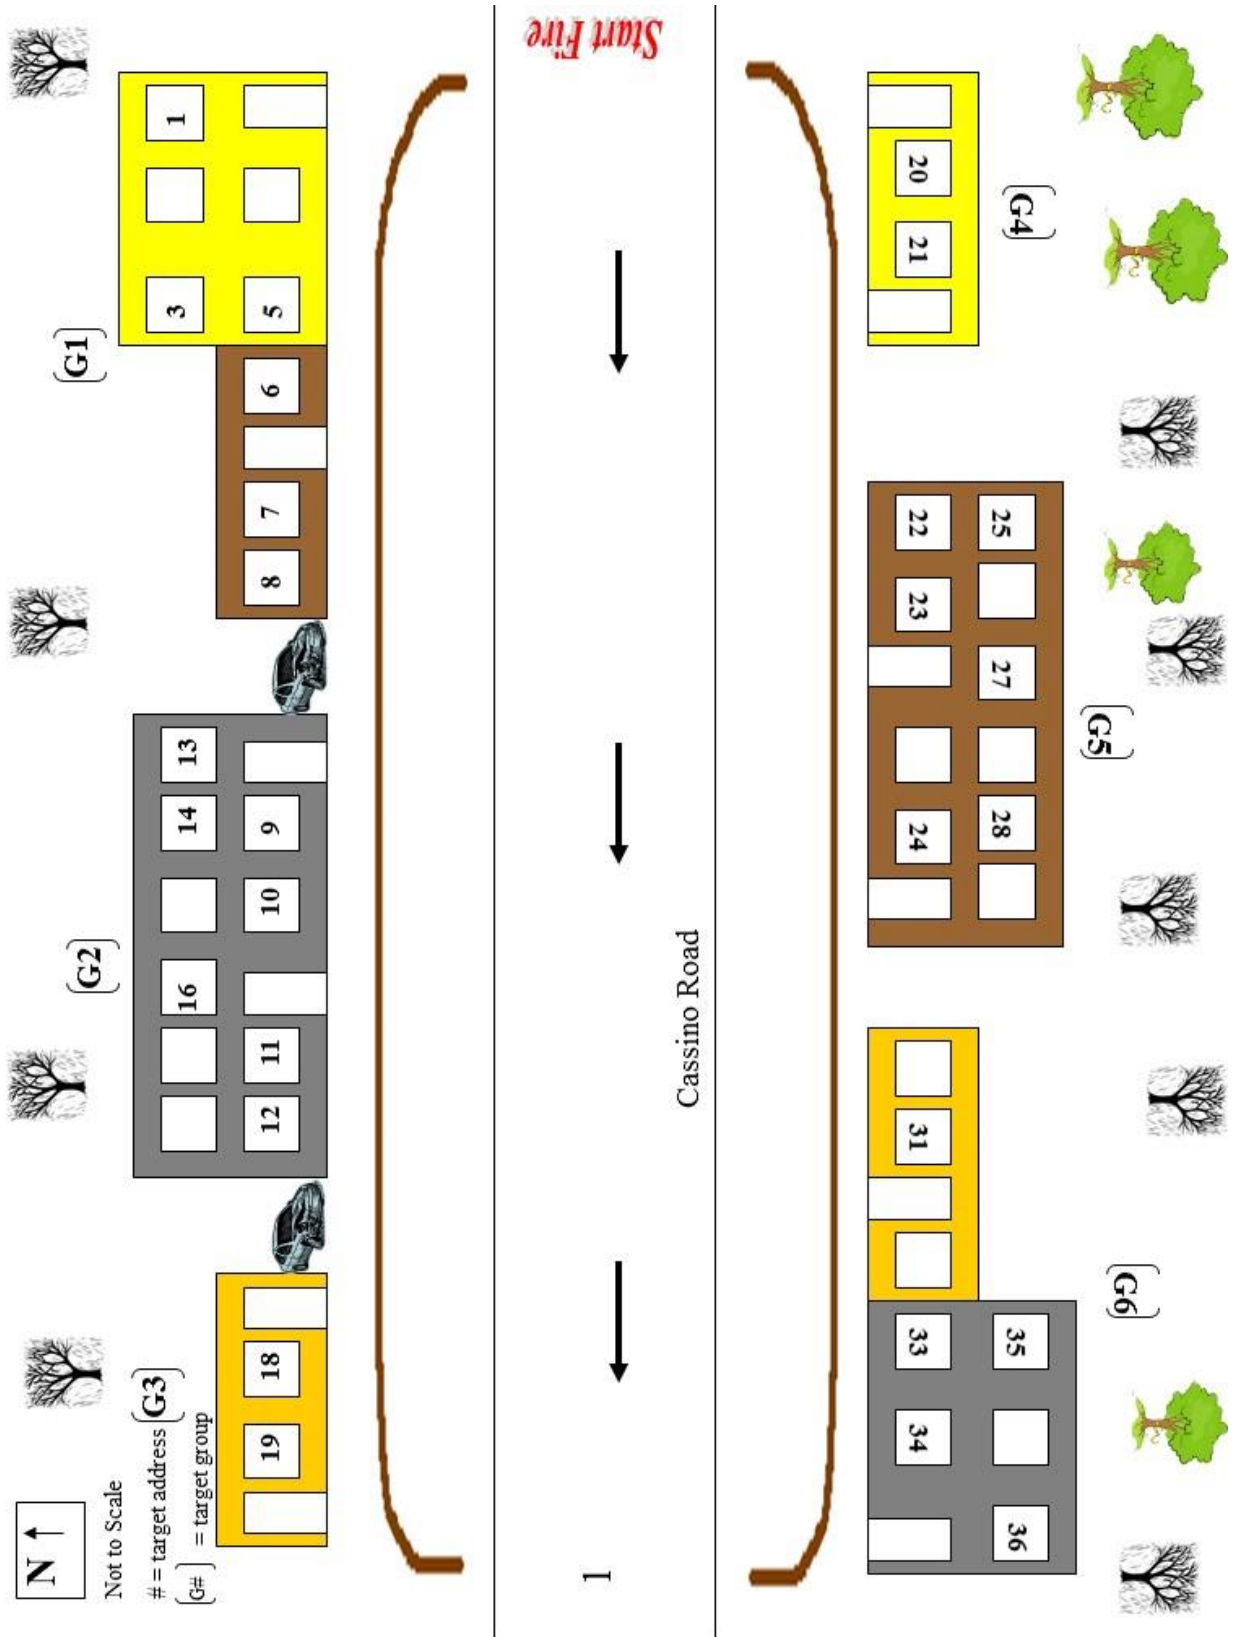 Start Fire
1
3
5
[G1]
6
7
8
13
14
9
10
16
11
12
[G2]
18
19
[G3]
20
21
[G4]
22
23
24
25
27
28
[G5]
31
33
34
35
36
[G6]
Cassino Road
1
N ↑
Not to Scale
# = target address
[G#] = target group